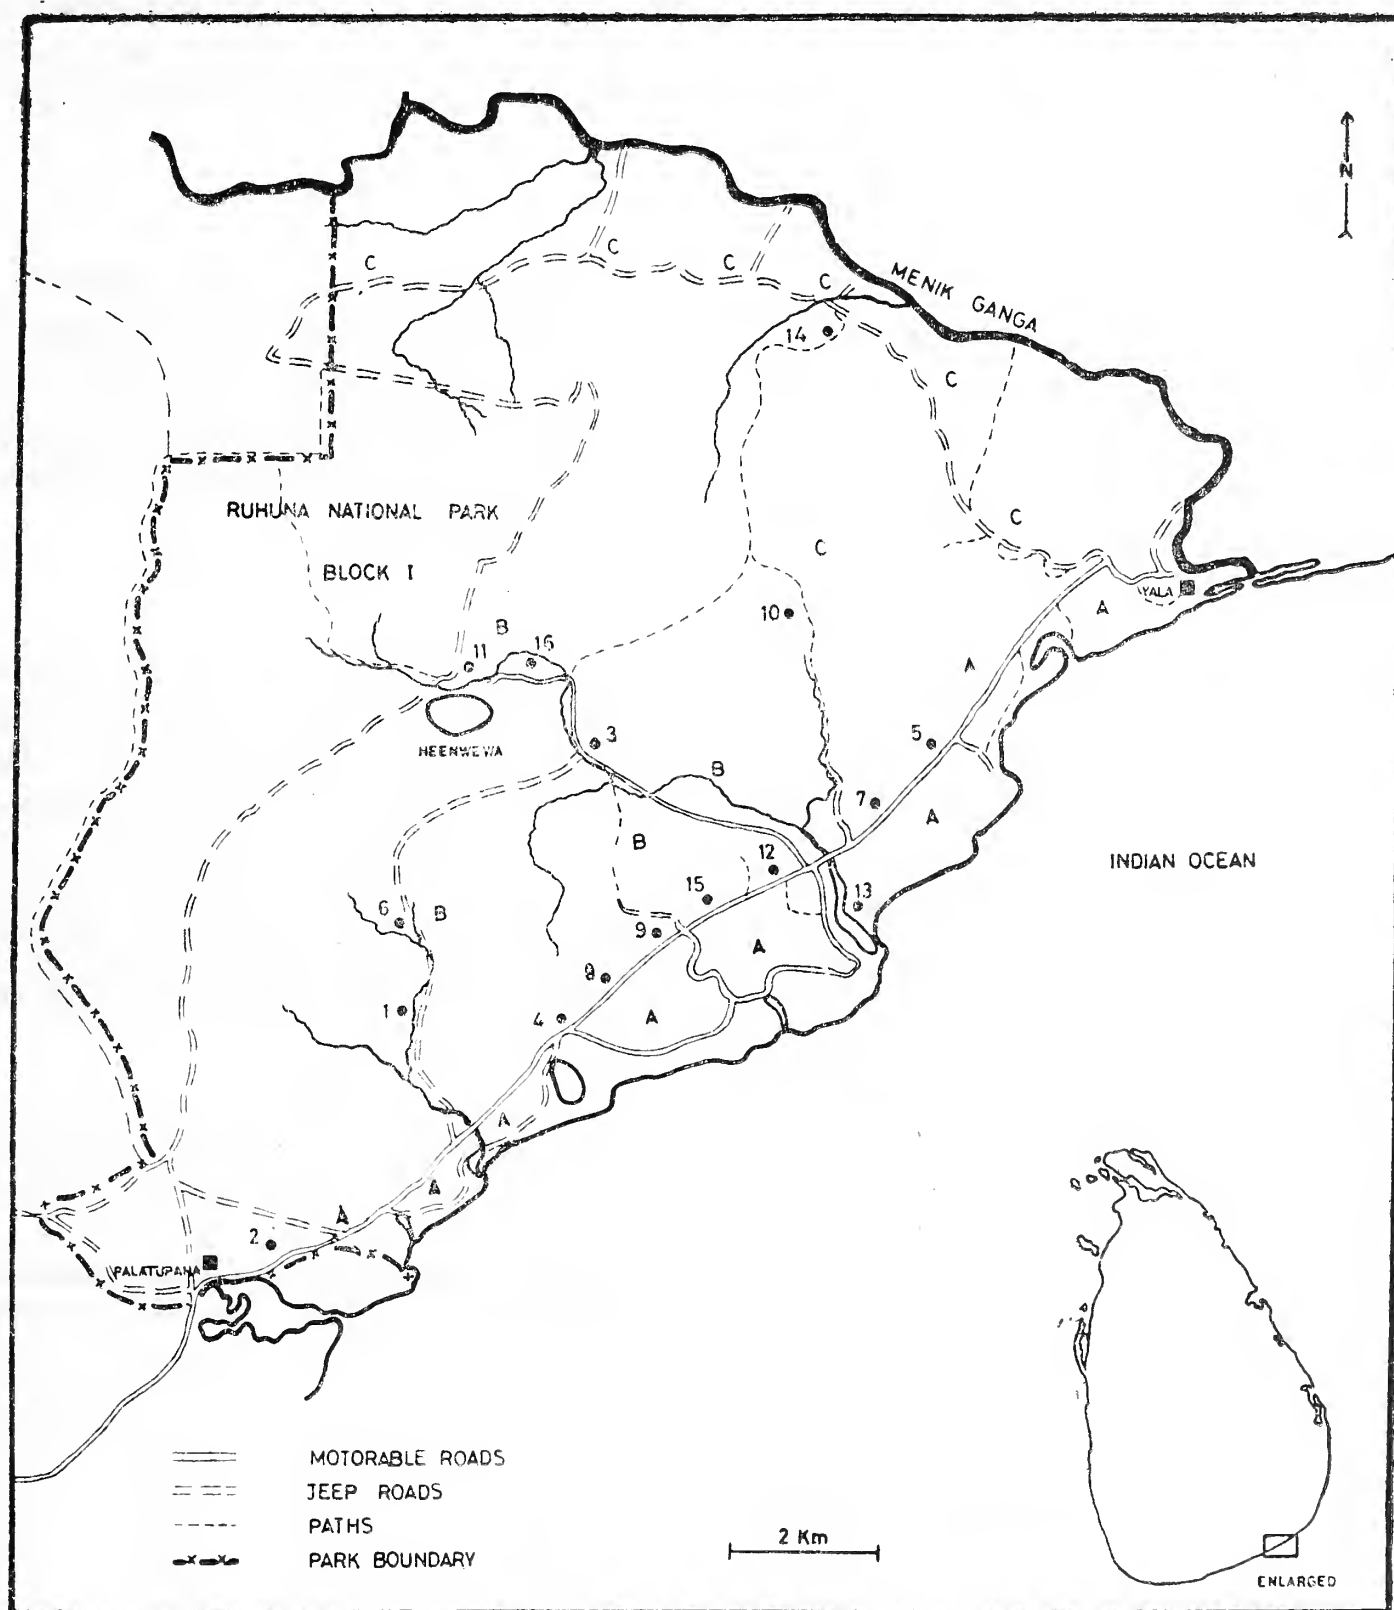 N
C
C
C
C
MENIK GANGA
14
C
RUHUNA NATIONAL PARK
C
BLOCK I
C
YALA
A
10
B
16
11
A
HEENWEWA
3
5
B
7
A
B
INDIAN OCEAN
12
15
13
6
B
9
A
8
1
4
A
A
A
A
2
PALATUPANA
MOTORABLE ROADS
JEEP ROADS
PATHS
PARK BOUNDARY
2 Km
ENLARGED